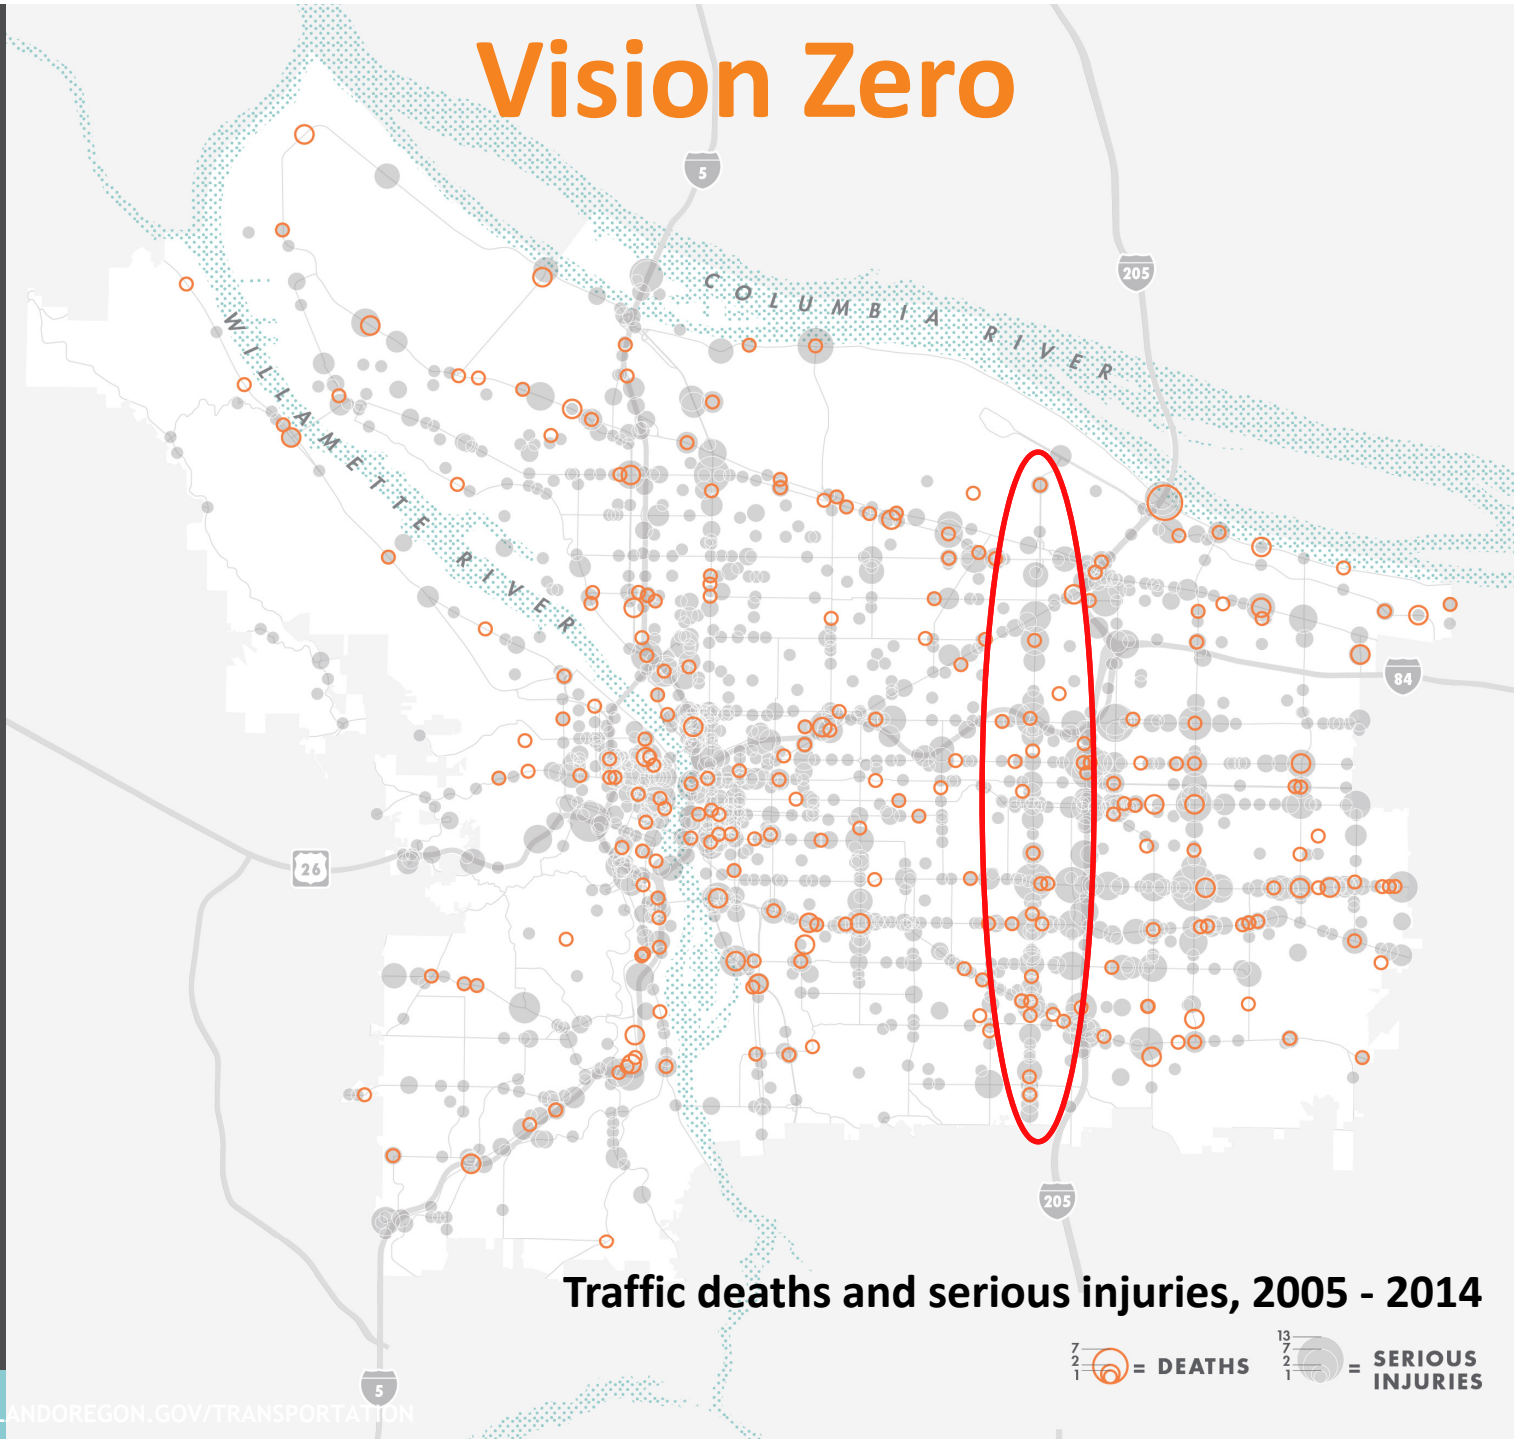 Vision Zero
5
205
COLUMBIA RIVER
WILLAMETTE RIVER
84
26
205
Traffic deaths and serious injuries, 2005 - 2014
7
2
1
= DEATHS
13
7
2
1
= SERIOUS
INJURIES
5
LANDOREGON.GOV/TRANSPORTATION